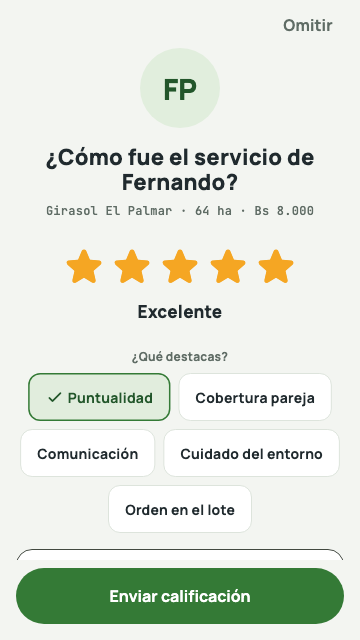 Omitir
FP
¿Cómo fue el servicio de
Fernando?
Girasol El Palmar · 64 ha · Bs 8.000
Excelente
¿Qué destacas?
Puntualidad
Cobertura pareja
Comunicación
Cuidado del entorno
Orden en el lote
Enviar calificación